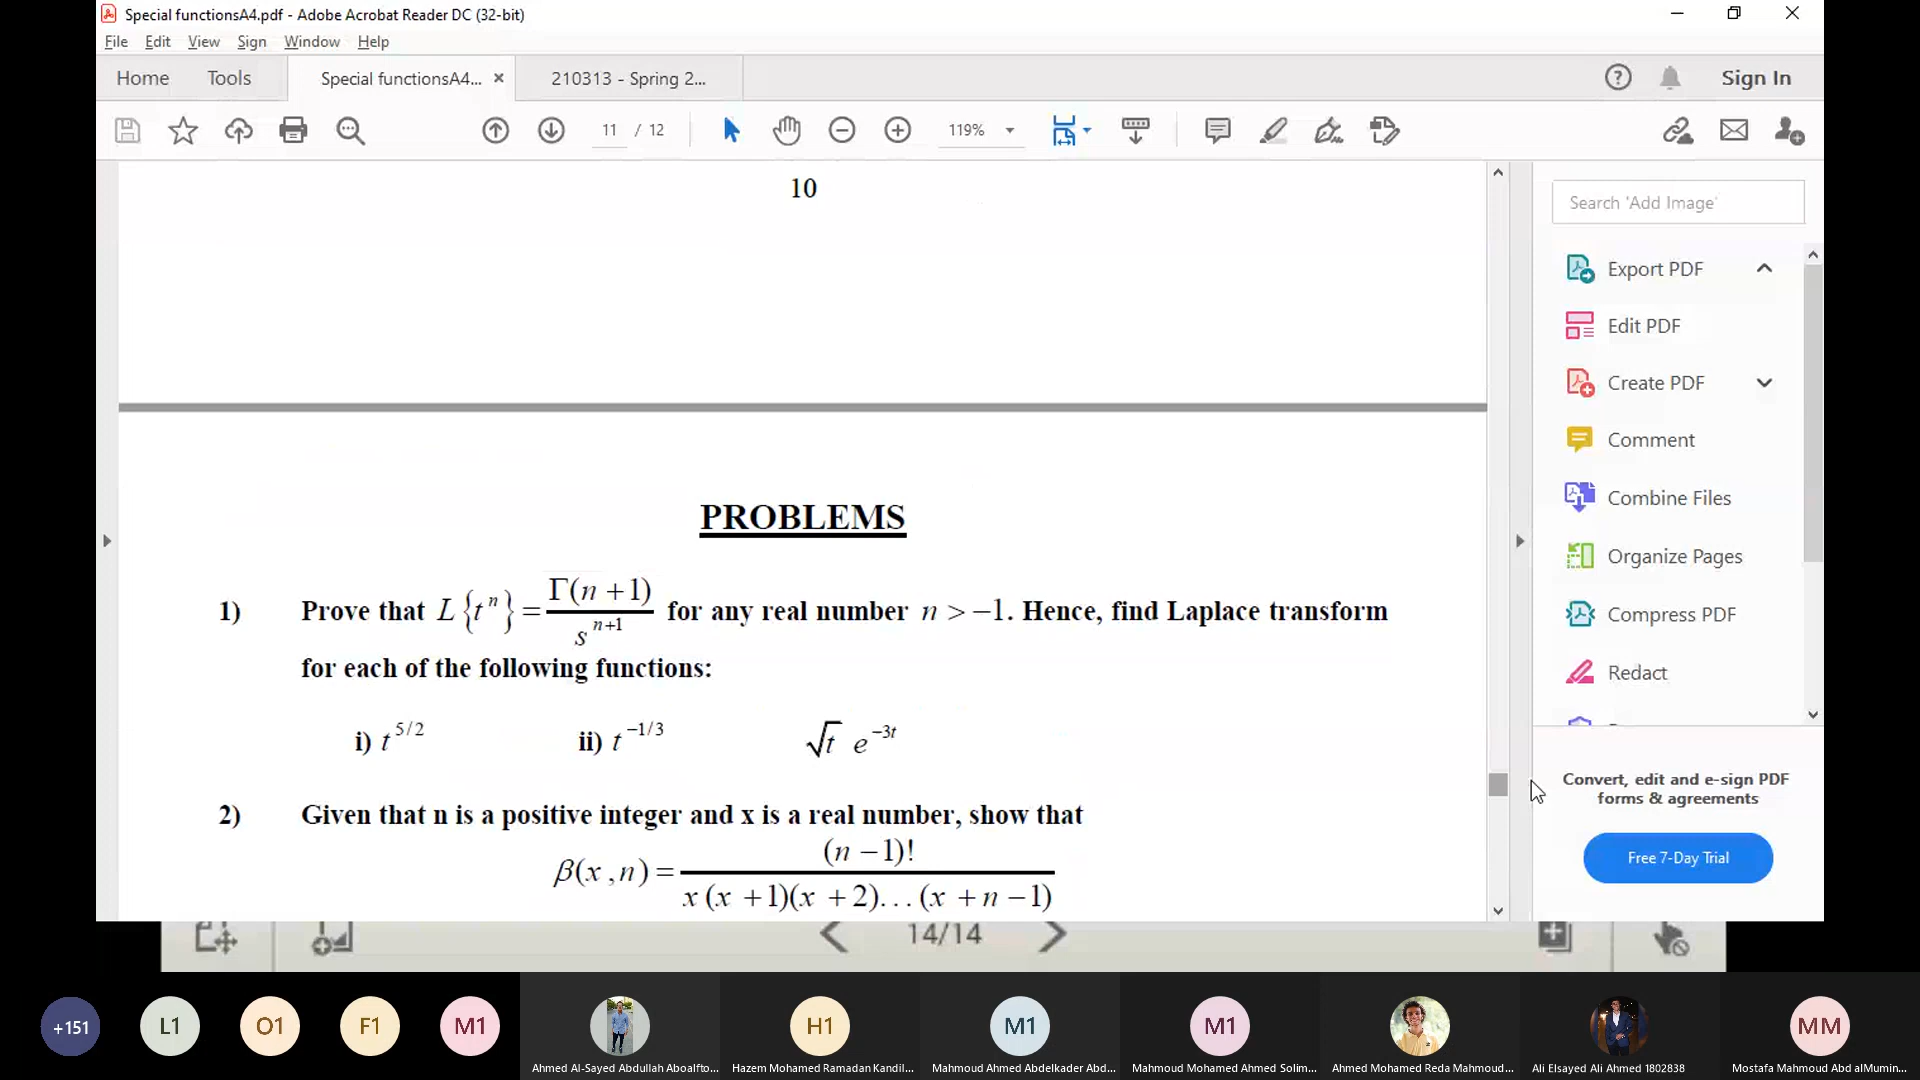 Special functionsA4.pdf - Adobe Acrobat Reader DC (32-bit)
File Edit View Sign Window Help
Home Tools Special functionsA4... × 210313 - Spring 2... Sign In
11 / 12 119%
10
Search 'Add Image'
Export PDF
Edit PDF
Create PDF
Comment
Combine Files
Organize Pages
Compress PDF
Redact
Convert, edit and e-sign PDF
forms & agreements
Free 7-Day Trial
PROBLEMS
1) Prove that L{t^n} = Γ(n+1)/s^(n+1) for any real number n > −1. Hence, find Laplace transform
for each of the following functions:
i) t^(5/2) ii) t^(−1/3) √t e^(−3t)
2) Given that n is a positive integer and x is a real number, show that
β(x,n) = (n−1)! / x(x+1)(x+2)...(x+n−1)
14/14
+151 L1 O1 F1 M1 H1 M1 M1 MM
Ahmed Al-Sayed Abdullah Aboalfto...
Hazem Mohamed Ramadan Kandil...
Mahmoud Ahmed Abdelkader Abd...
Mahmoud Mohamed Ahmed Solim...
Ahmed Mohamed Reda Mahmoud...
Ali Elsayed Ali Ahmed 1802838
Mostafa Mahmoud Abd alMumin...